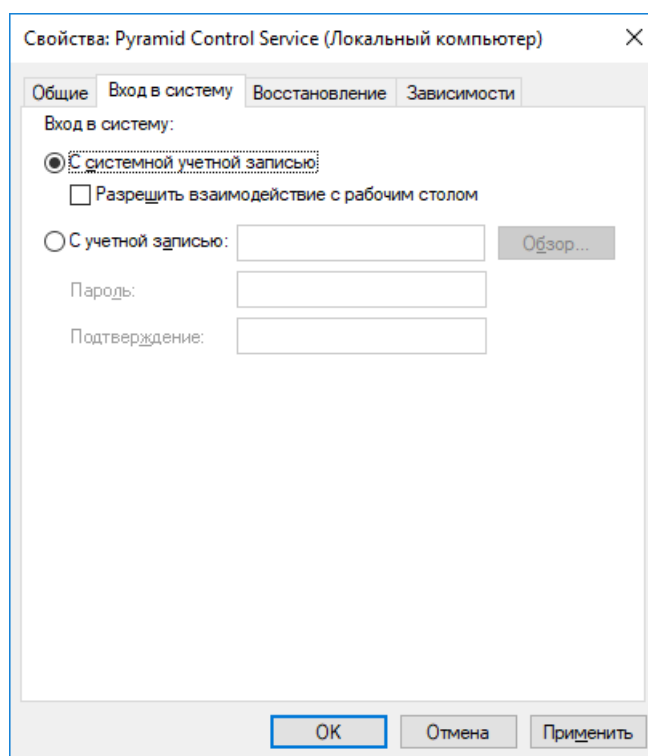 Свойства: Pyramid Control Service (Локальный компьютер)
Общие Вход в систему Восстановление Зависимости
Вход в систему:
С системной учетной записью
Разрешить взаимодействие с рабочим столом
С учетной записью: Обзор...
Пароль:
Подтверждение:
OK Отмена Применить